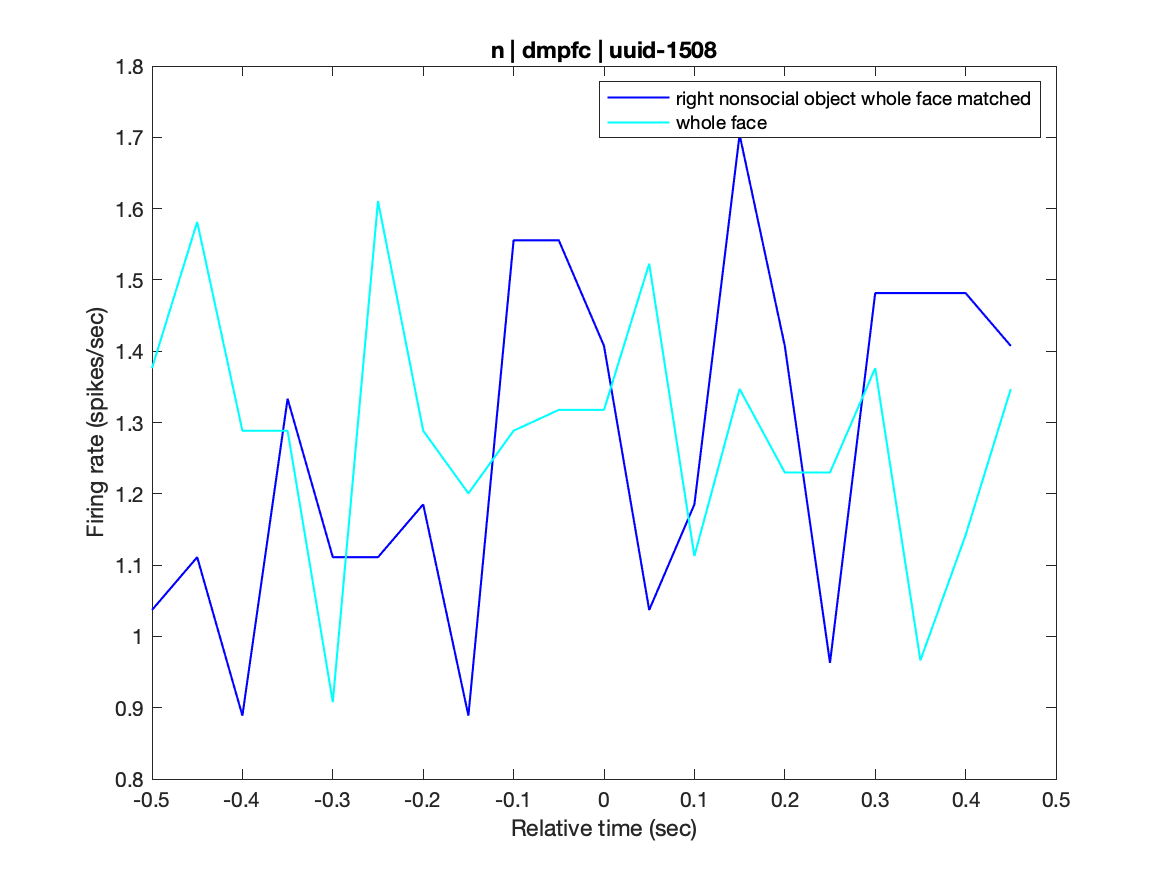 n | dmpfc | uuid-1508
right nonsocial object whole face matched
whole face
Firing rate (spikes/sec)
1.8
1.7
1.6
1.5
1.4
1.3
1.2
1.1
1
0.9
0.8
-0.5 -0.4 -0.3 -0.2 -0.1 0 0.1 0.2 0.3 0.4 0.5
Relative time (sec)